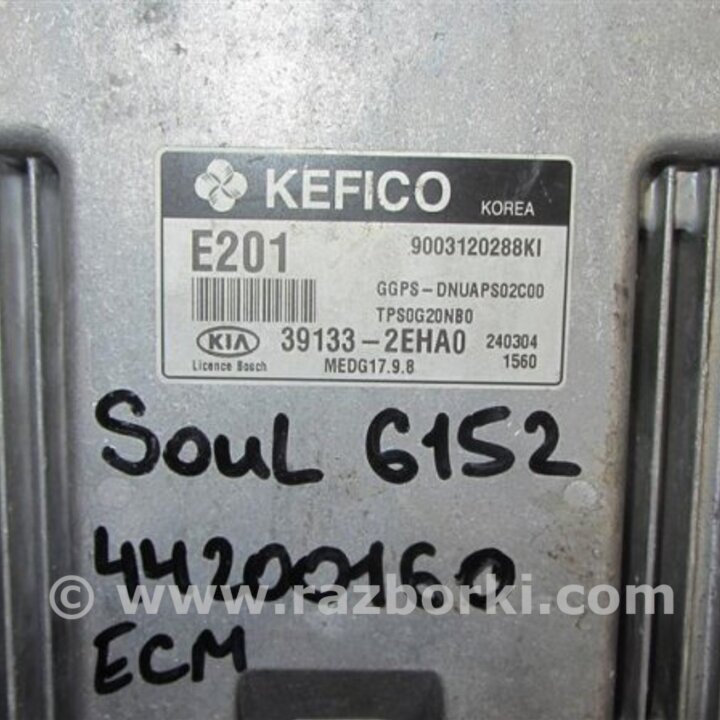 KEFICO KOREA
E201 9003120288KI
GGPS-DNUAPS02C00
TPS0G20NB0
KIA 39133-2EHA0 240304
Licence Bosch MEDG17.9.8 1560
Soul 6152
44200160
© www.razborki.com
ECM